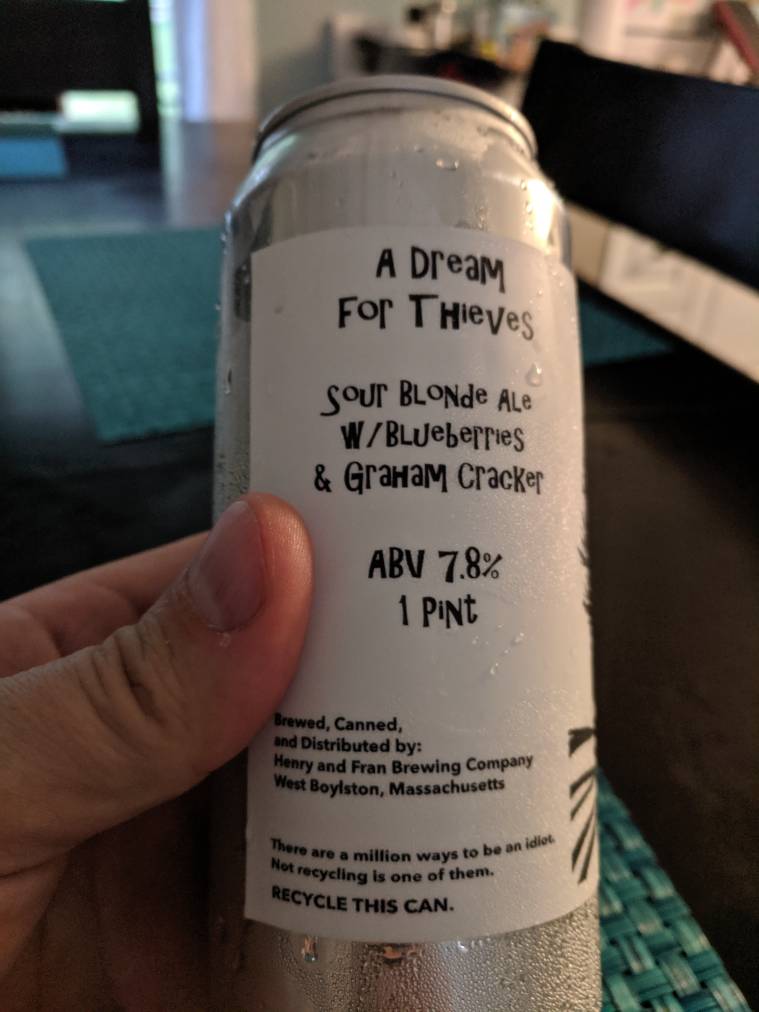 A Dream
For Thieves
Sour Blonde Ale
w/Blueberries
& Graham Cracker
ABV 7.8%
1 Pint
Brewed, Canned,
and Distributed by:
Henry and Fran Brewing Company
West Boylston, Massachusetts
There are a million ways to be an idiot.
Not recycling is one of them.
RECYCLE THIS CAN.